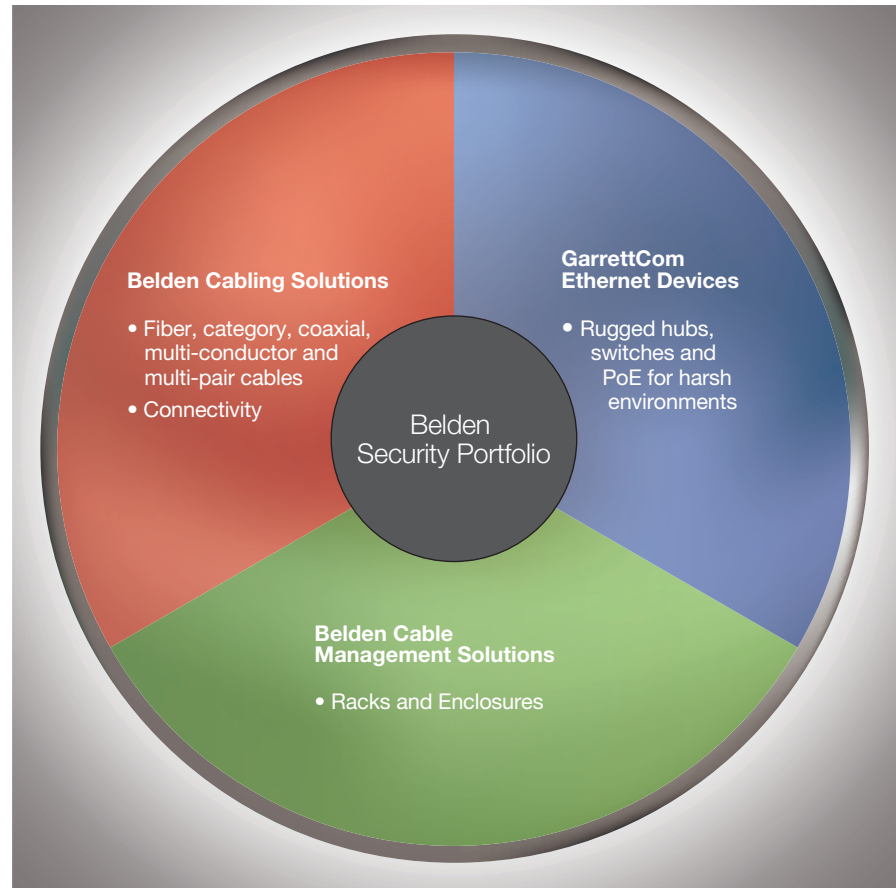 Belden Cabling Solutions
• Fiber, category, coaxial,
multi-conductor and
multi-pair cables
• Connectivity
GarrettCom
Ethernet Devices
• Rugged hubs,
switches and
PoE for harsh
environments
Belden
Security Portfolio
Belden Cable
Management Solutions
• Racks and Enclosures